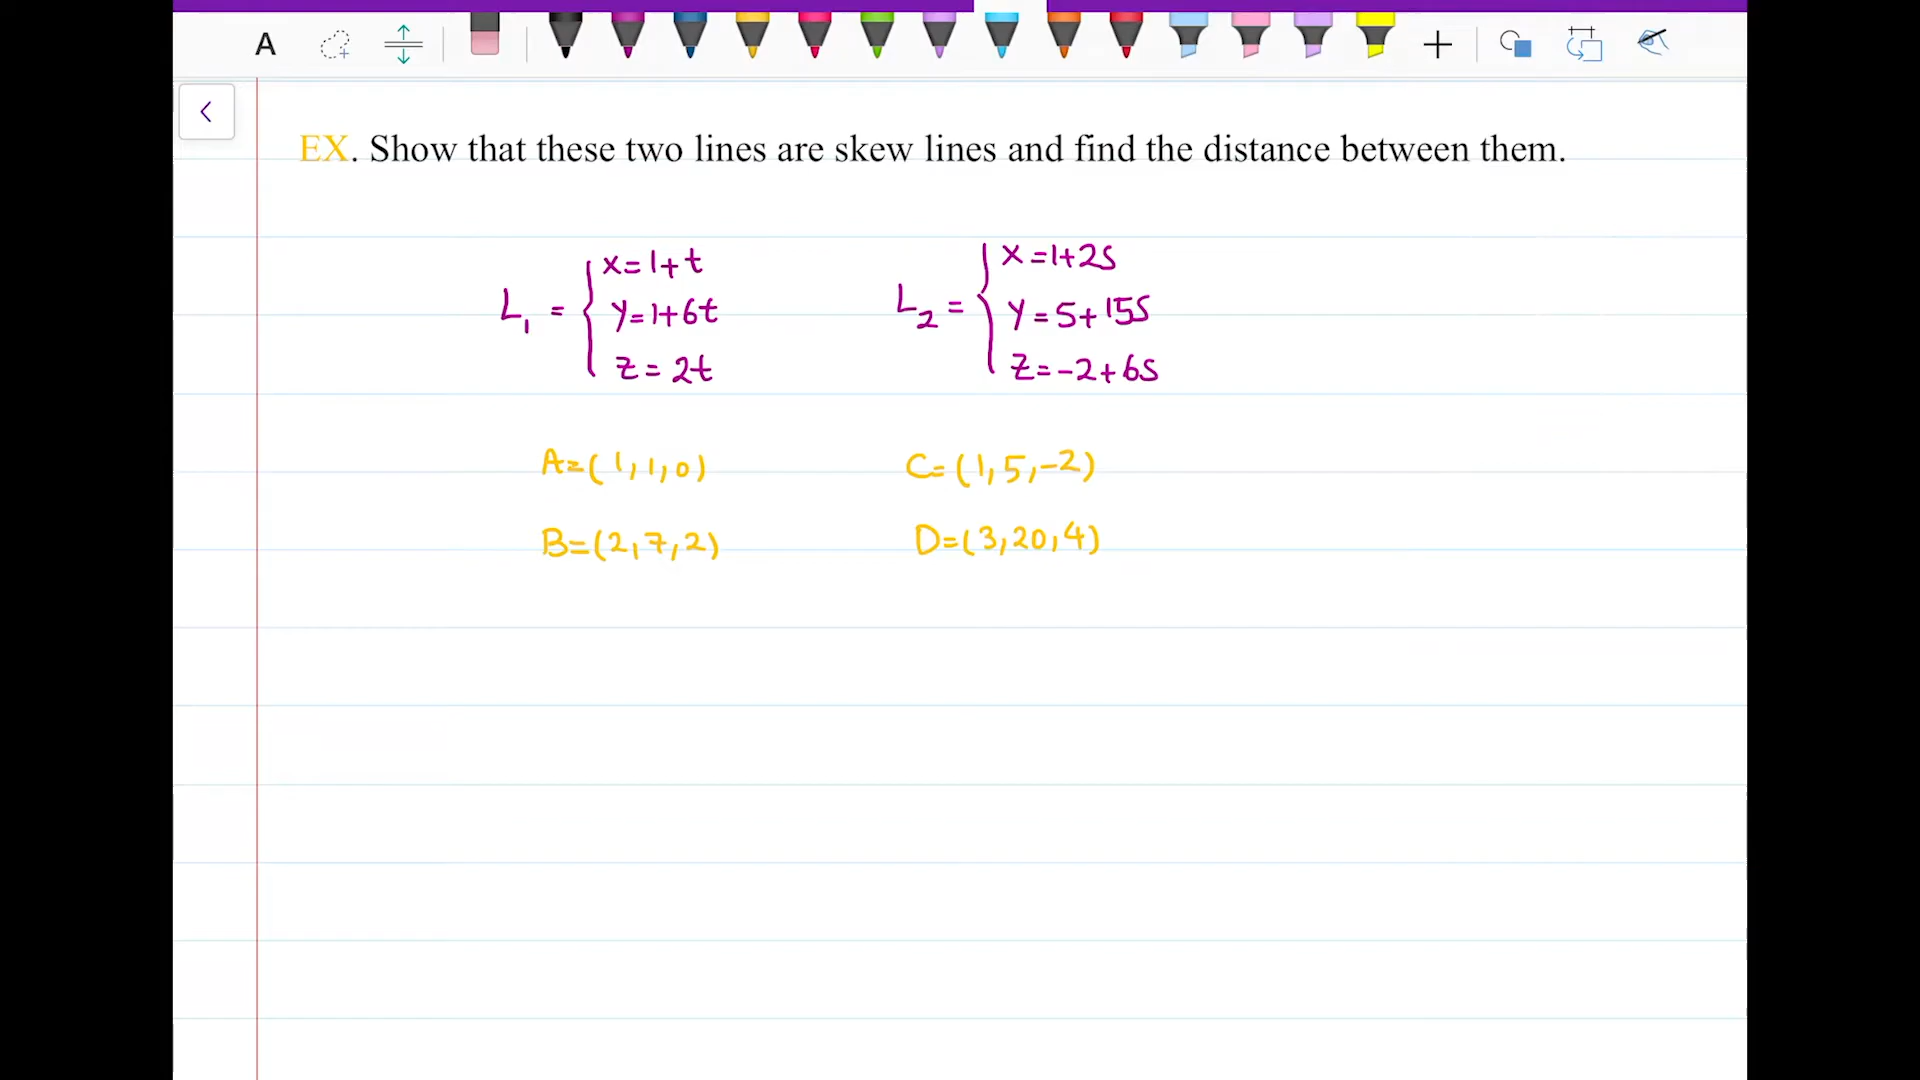 A
EX. Show that these two lines are skew lines and find the distance between them.
L₁ = { x=1+t
y=1+6t
z=2t
L₂ = { x=1+2s
y=5+15s
z=-2+6s
A=(1,1,0)
C=(1,5,-2)
B=(2,7,2)
D=(3,20,4)